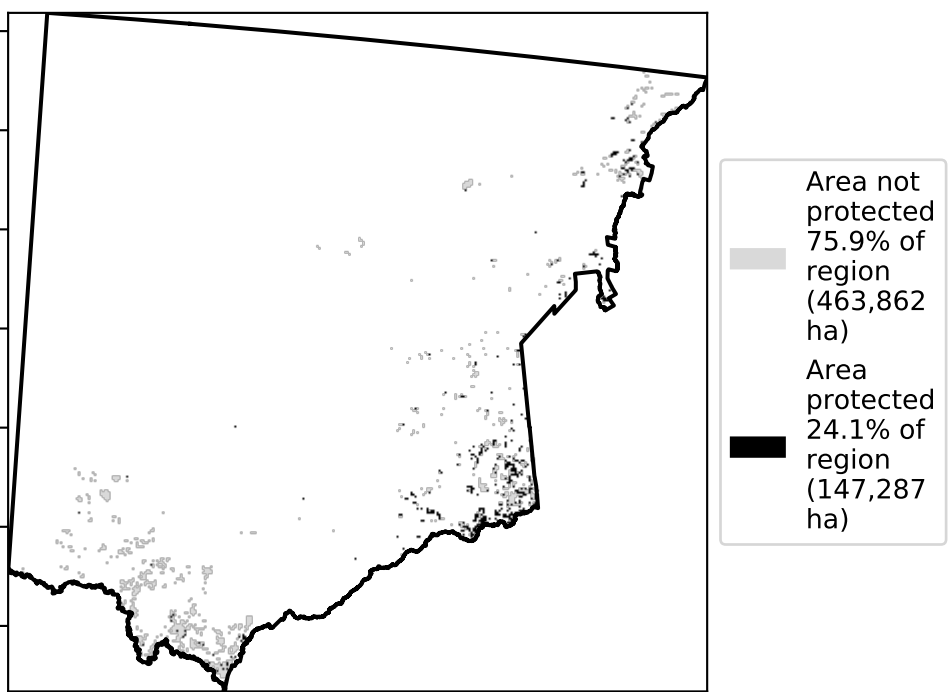 Area not
protected
75.9% of
region
(463,862
ha)
Area
protected
24.1% of
region
(147,287
ha)